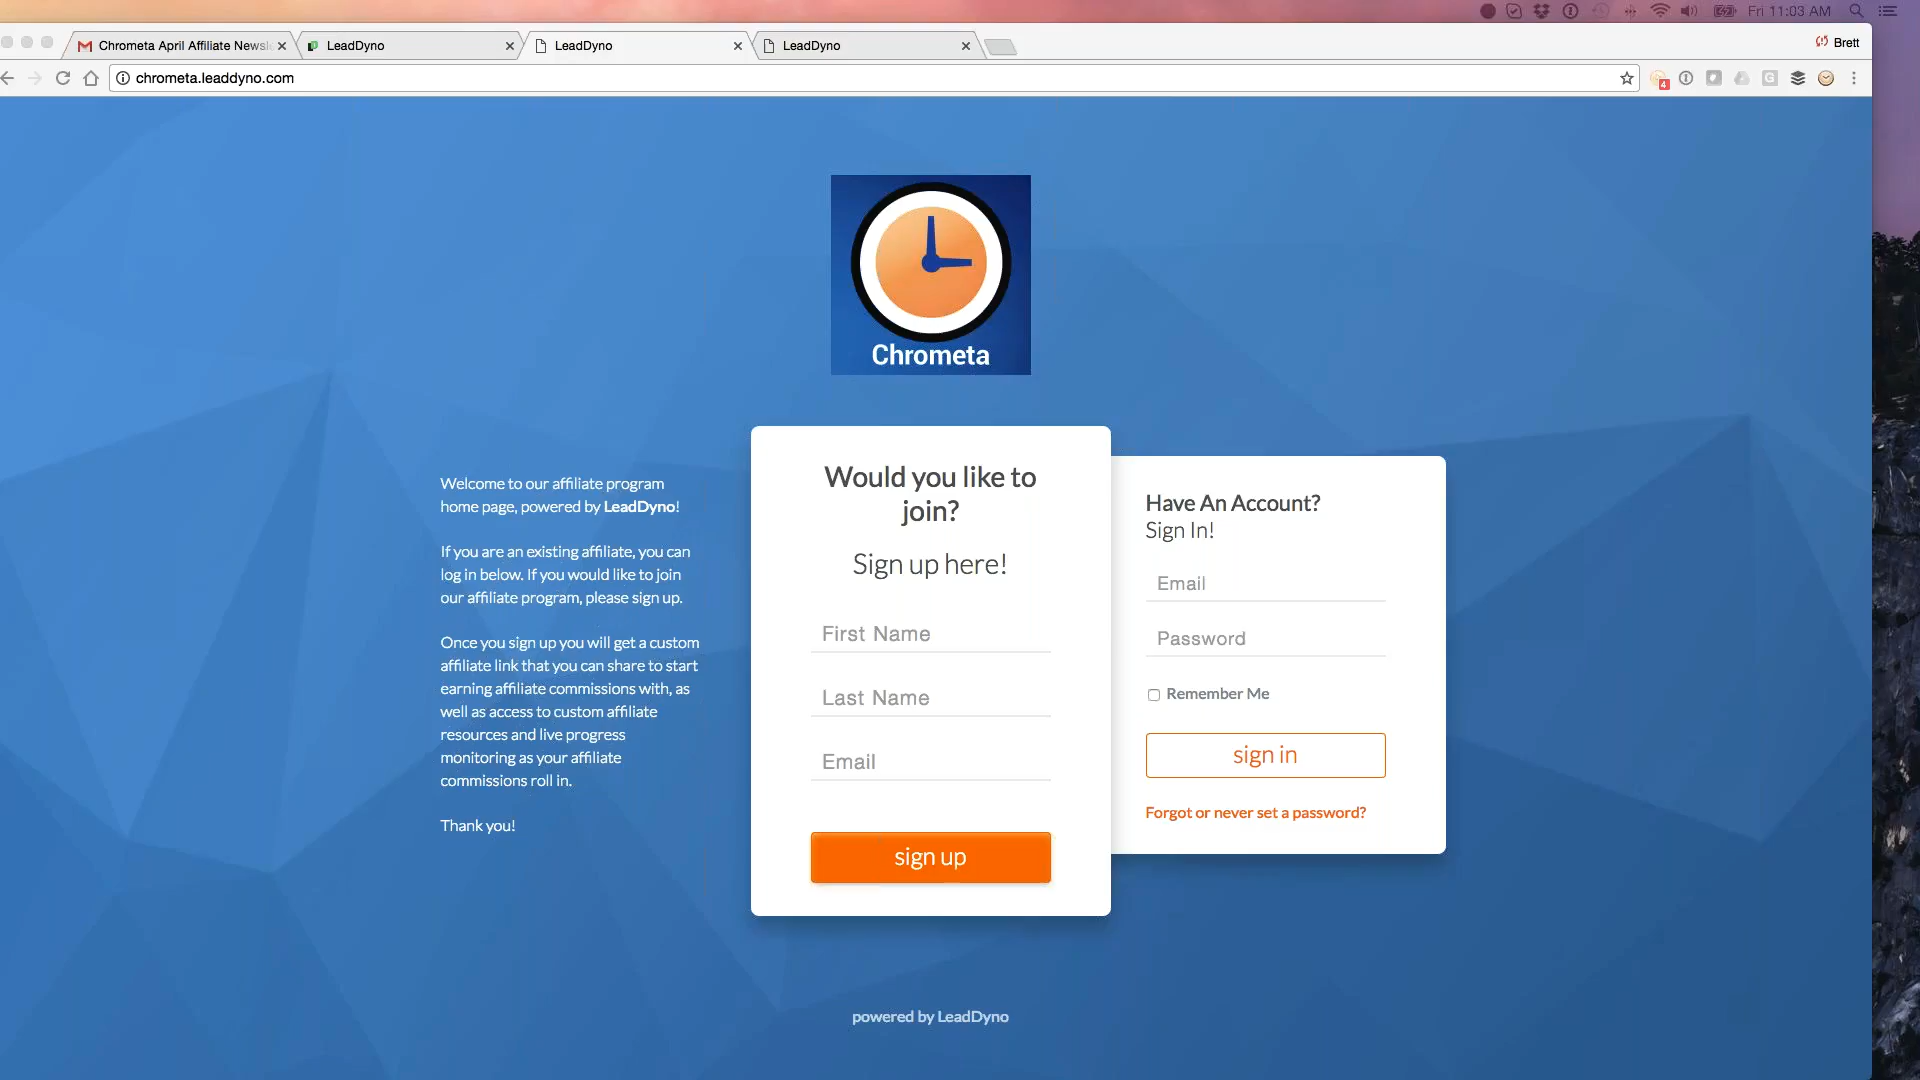 Fri 11:03 AM
Chrometa April Affiliate Newsl
LeadDyno
LeadDyno
LeadDyno
Brett
chrometa.leaddyno.com
4
G
Chrometa
Welcome to our affiliate program
home page, powered by LeadDyno!
If you are an existing affiliate, you can
log in below. If you would like to join
our affiliate program, please sign up.
Once you sign up you will get a custom
affiliate link that you can share to start
earning affiliate commissions with, as
well as access to custom affiliate
resources and live progress
monitoring as your affiliate
commissions roll in.
Thank you!
Would you like to
join?
Sign up here!
First Name
Last Name
Email
sign up
Have An Account?
Sign In!
Email
Password
Remember Me
sign in
Forgot or never set a password?
powered by LeadDyno